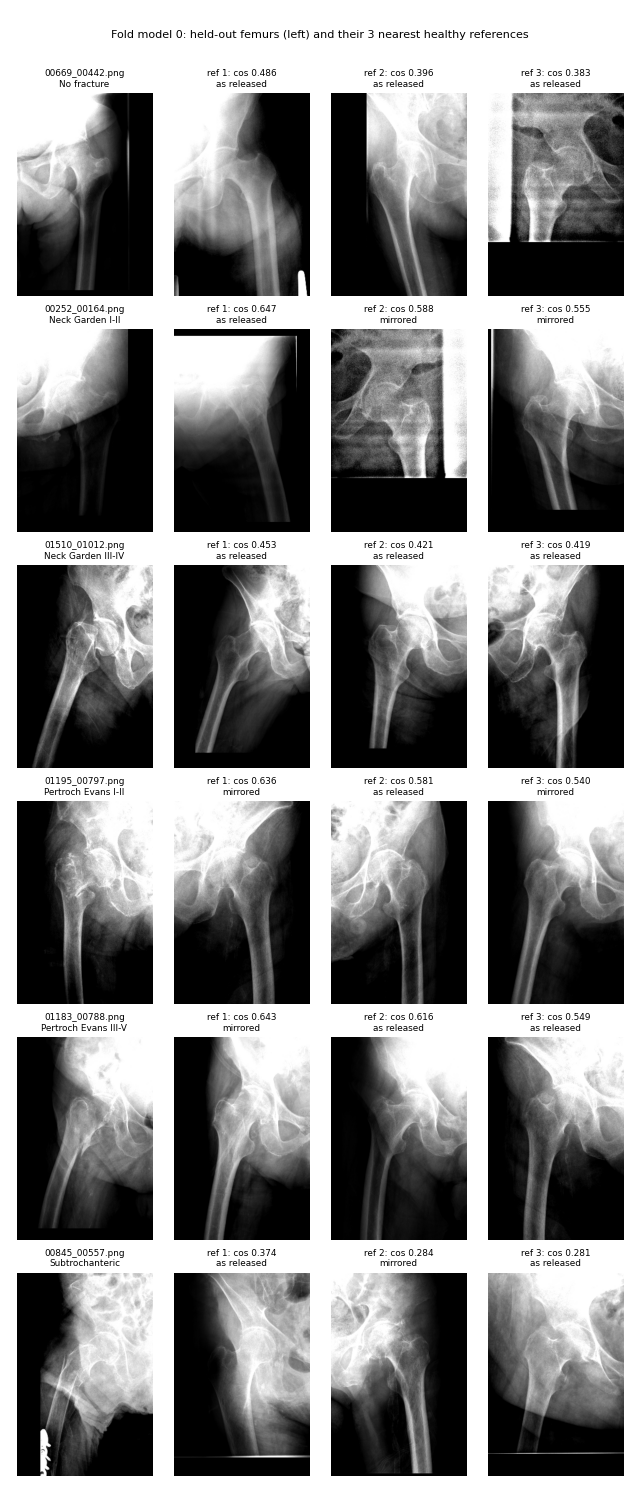 Fold model 0: held-out femurs (left) and their 3 nearest healthy references
00669_00442.png
No fracture
ref 1: cos 0.486
as released
ref 2: cos 0.396
as released
ref 3: cos 0.383
as released
00252_00164.png
Neck Garden I-II
ref 1: cos 0.647
as released
ref 2: cos 0.588
mirrored
ref 3: cos 0.555
mirrored
01510_01012.png
Neck Garden III-IV
ref 1: cos 0.453
as released
ref 2: cos 0.421
as released
ref 3: cos 0.419
as released
01195_00797.png
Pertroch Evans I-II
ref 1: cos 0.636
mirrored
ref 2: cos 0.581
as released
ref 3: cos 0.540
mirrored
01183_00788.png
Pertroch Evans III-V
ref 1: cos 0.643
mirrored
ref 2: cos 0.616
as released
ref 3: cos 0.549
as released
00845_00557.png
Subtrochanteric
ref 1: cos 0.374
as released
ref 2: cos 0.284
mirrored
ref 3: cos 0.281
as released